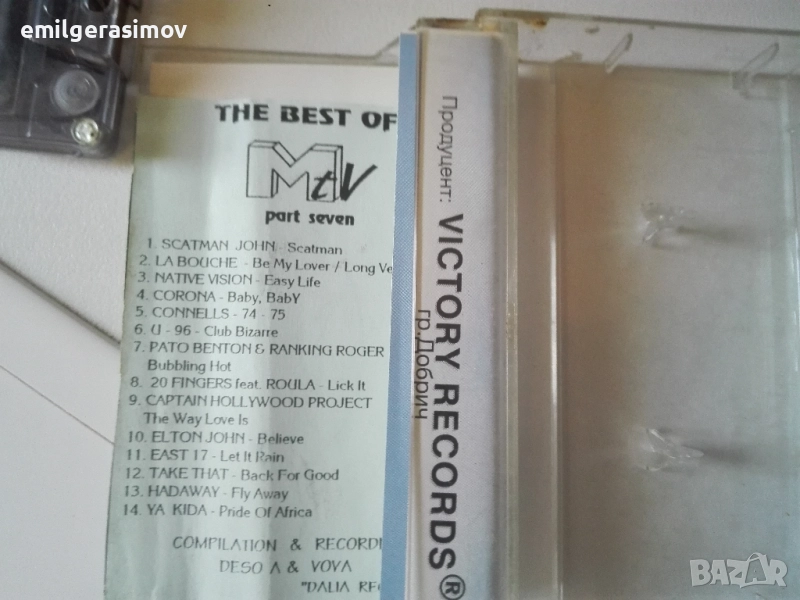 emilgerasimov
THE BEST OF
MtV
part seven
1. SCATMAN JOHN - Scatman
2. LA BOUCHE - Be My Lover / Long Ve
3. NATIVE VISION - Easy Life
4. CORONA - Baby, BabY
5. CONNELLS - 74 - 75
6. U - 96 - Club Bizarre
7. PATO BENTON & RANKING ROGER
Bubbling Hot
8. 20 FINGERS feat. ROULA - Lick It
9. CAPTAIN HOLLYWOOD PROJECT
The Way Love Is
10. ELTON JOHN - Believe
11. EAST 17 - Let It Rain
12. TAKE THAT - Back For Good
13. HADAWAY - Fly Away
14. YA KIDA - Pride Of Africa
COMPILATION & RECORDI
DESO A & VOVA
"DALIA REC
Продуцент: VICTORY RECORDS®
гр.Добрич
BAZAR